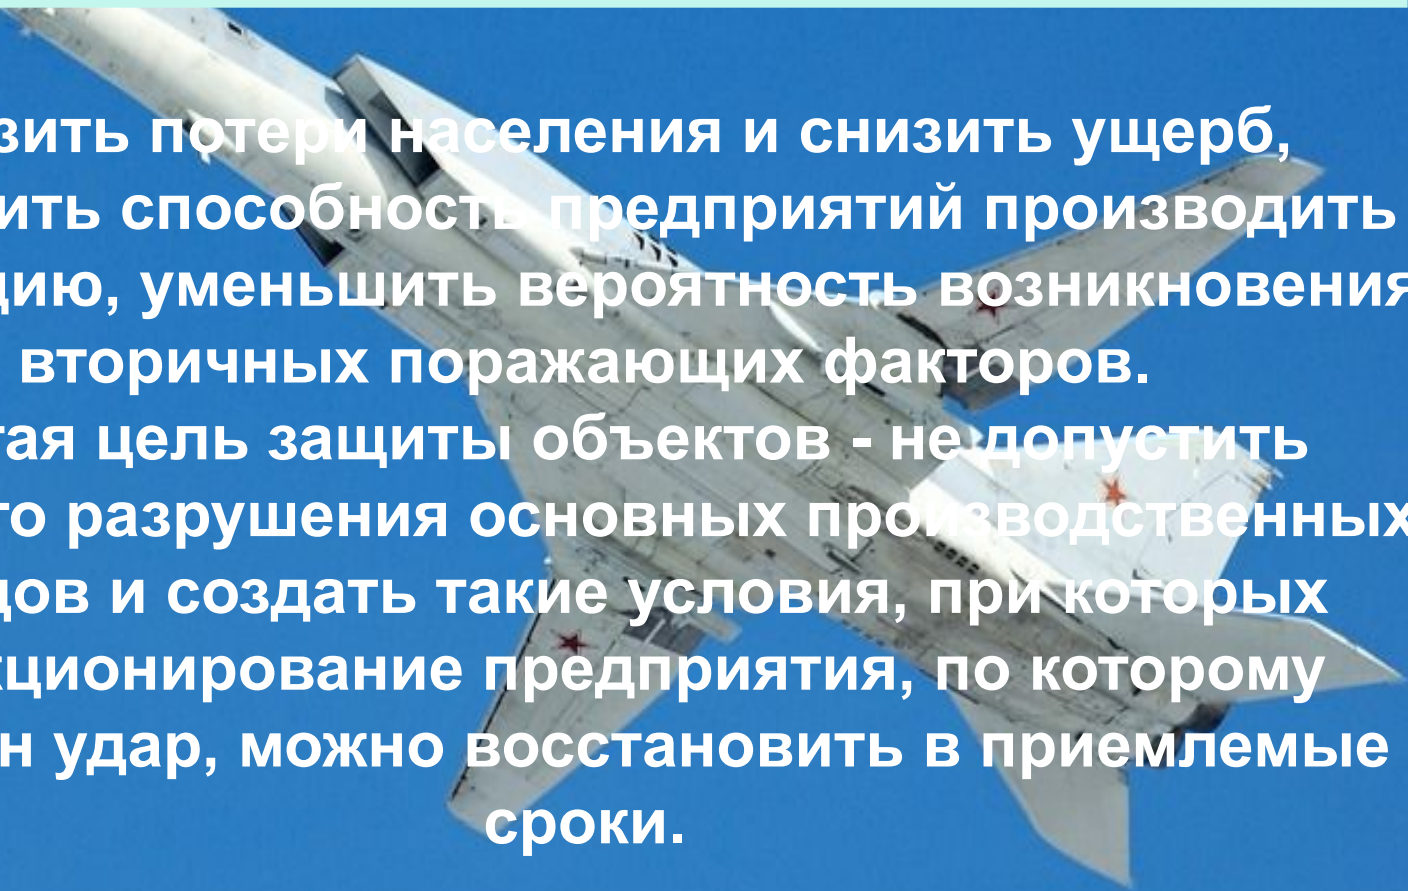 зить потери населения и снизить ущерб,
ить способность предприятий производить
цию, уменьшить вероятность возникновения
вторичных поражающих факторов.
тая цель защиты объектов - не допустить
го разрушения основных производственных
дов и создать такие условия, при которых
кционирование предприятия, по которому
н удар, можно восстановить в приемлемые
сроки.